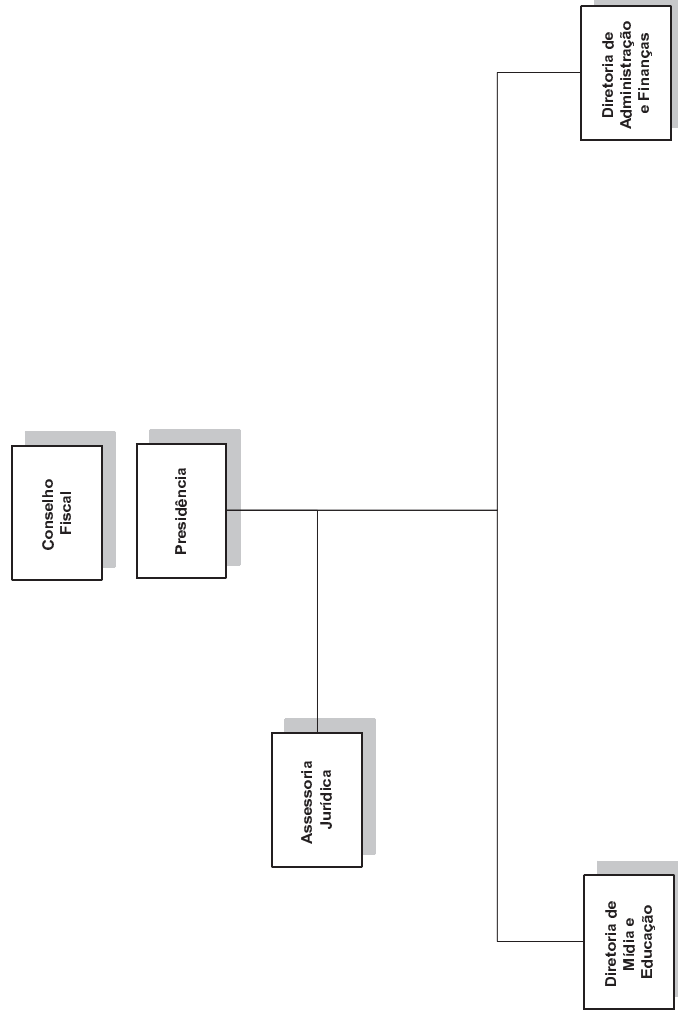 Conselho
Fiscal
Presidência
Assessoria
Jurídica
Diretoria de
Mídia e
Educação
Diretoria de
Administração
e Finanças